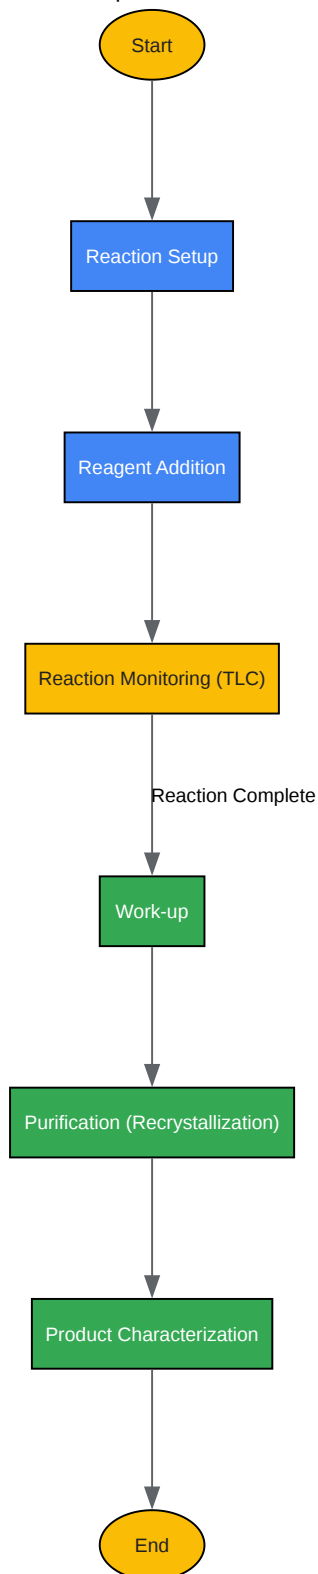 Start
Reaction Setup
Reagent Addition
Reaction Monitoring (TLC)
Reaction Complete
Work-up
Purification (Recrystallization)
Product Characterization
End